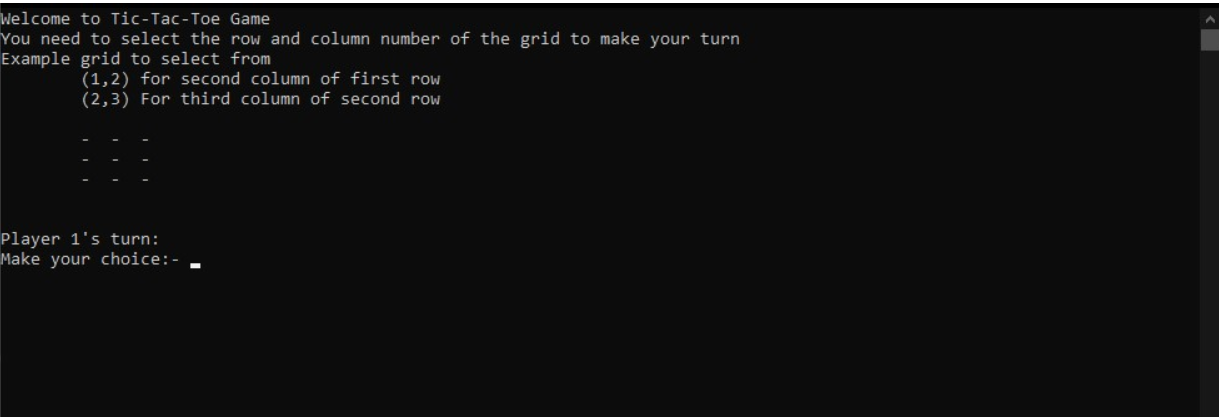 Welcome to Tic-Tac-Toe Game
You need to select the row and column number of the grid to make your turn
Example grid to select from
(1,2) for second column of first row
(2,3) For third column of second row
- - -
- - -
- - -
Player 1's turn:
Make your choice:-